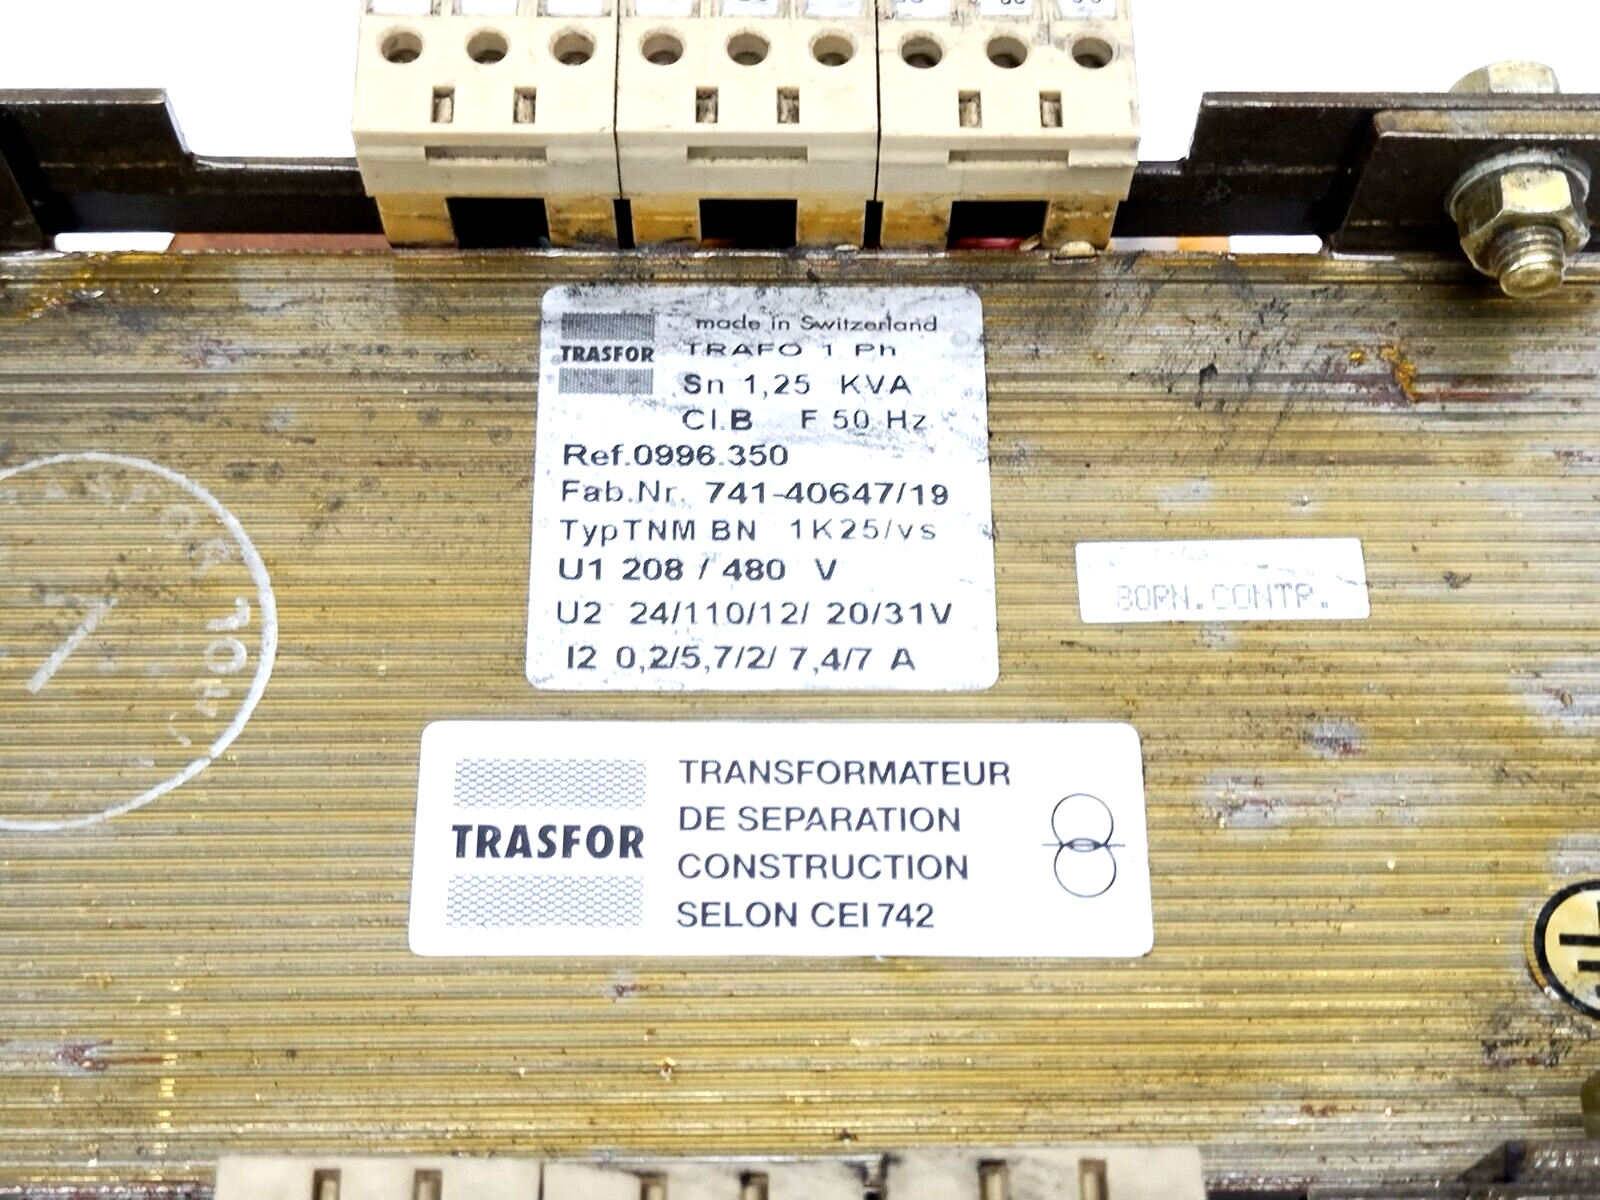 made in Switzerland
TRASFOR
TRAFO 1 Ph
Sn 1,25 KVA
Cl.B F 50 Hz
Ref.0996.350
Fab.Nr. 741-40647/19
Typ TNM BN 1K25/vs
U1 208 / 480 V
U2 24/110/12/ 20/31V
I2 0,2/5,7/2/ 7,4/7 A
BORN.CONTR.
TRASFOR
TRANSFORMATEUR
DE SEPARATION
CONSTRUCTION
SELON CEI 742